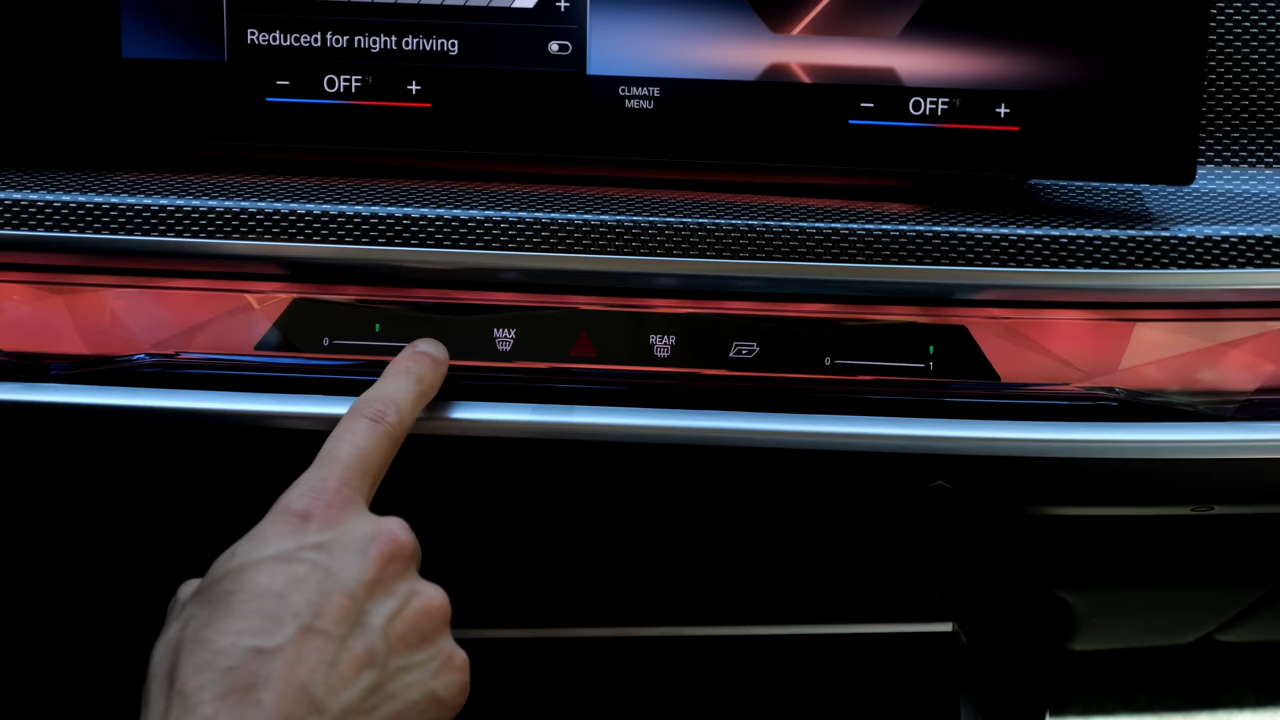 Reduced for night driving
− OFF °F +
CLIMATE
MENU
− OFF °F +
0
MAX
REAR
0
1